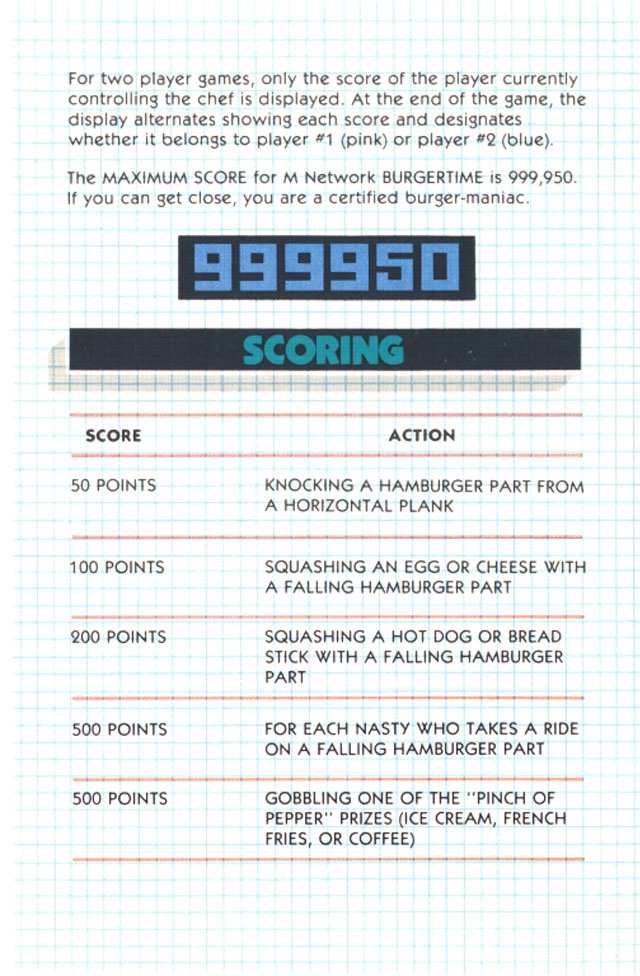 For two player games, only the score of the player currently
controlling the chef is displayed. At the end of the game, the
display alternates showing each score and designates
whether it belongs to player #1 (pink) or player #2 (blue).
The MAXIMUM SCORE for M Network BURGERTIME is 999,950.
If you can get close, you are a certified burger-maniac.
999950
SCORING
SCORE ACTION
50 POINTS KNOCKING A HAMBURGER PART FROM
A HORIZONTAL PLANK
100 POINTS SQUASHING AN EGG OR CHEESE WITH
A FALLING HAMBURGER PART
200 POINTS SQUASHING A HOT DOG OR BREAD
STICK WITH A FALLING HAMBURGER
PART
500 POINTS FOR EACH NASTY WHO TAKES A RIDE
ON A FALLING HAMBURGER PART
500 POINTS GOBBLING ONE OF THE "PINCH OF
PEPPER" PRIZES (ICE CREAM, FRENCH
FRIES, OR COFFEE)